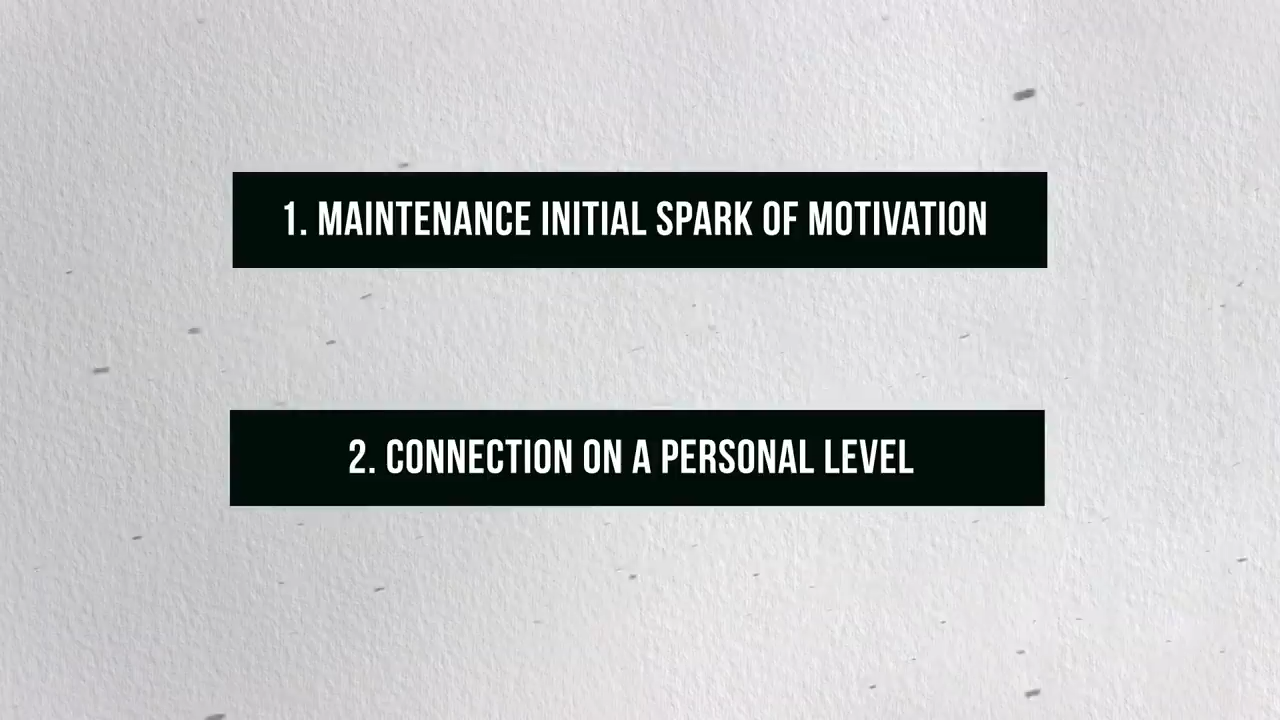 1. MAINTENANCE INITIAL SPARK OF MOTIVATION
2. CONNECTION ON A PERSONAL LEVEL